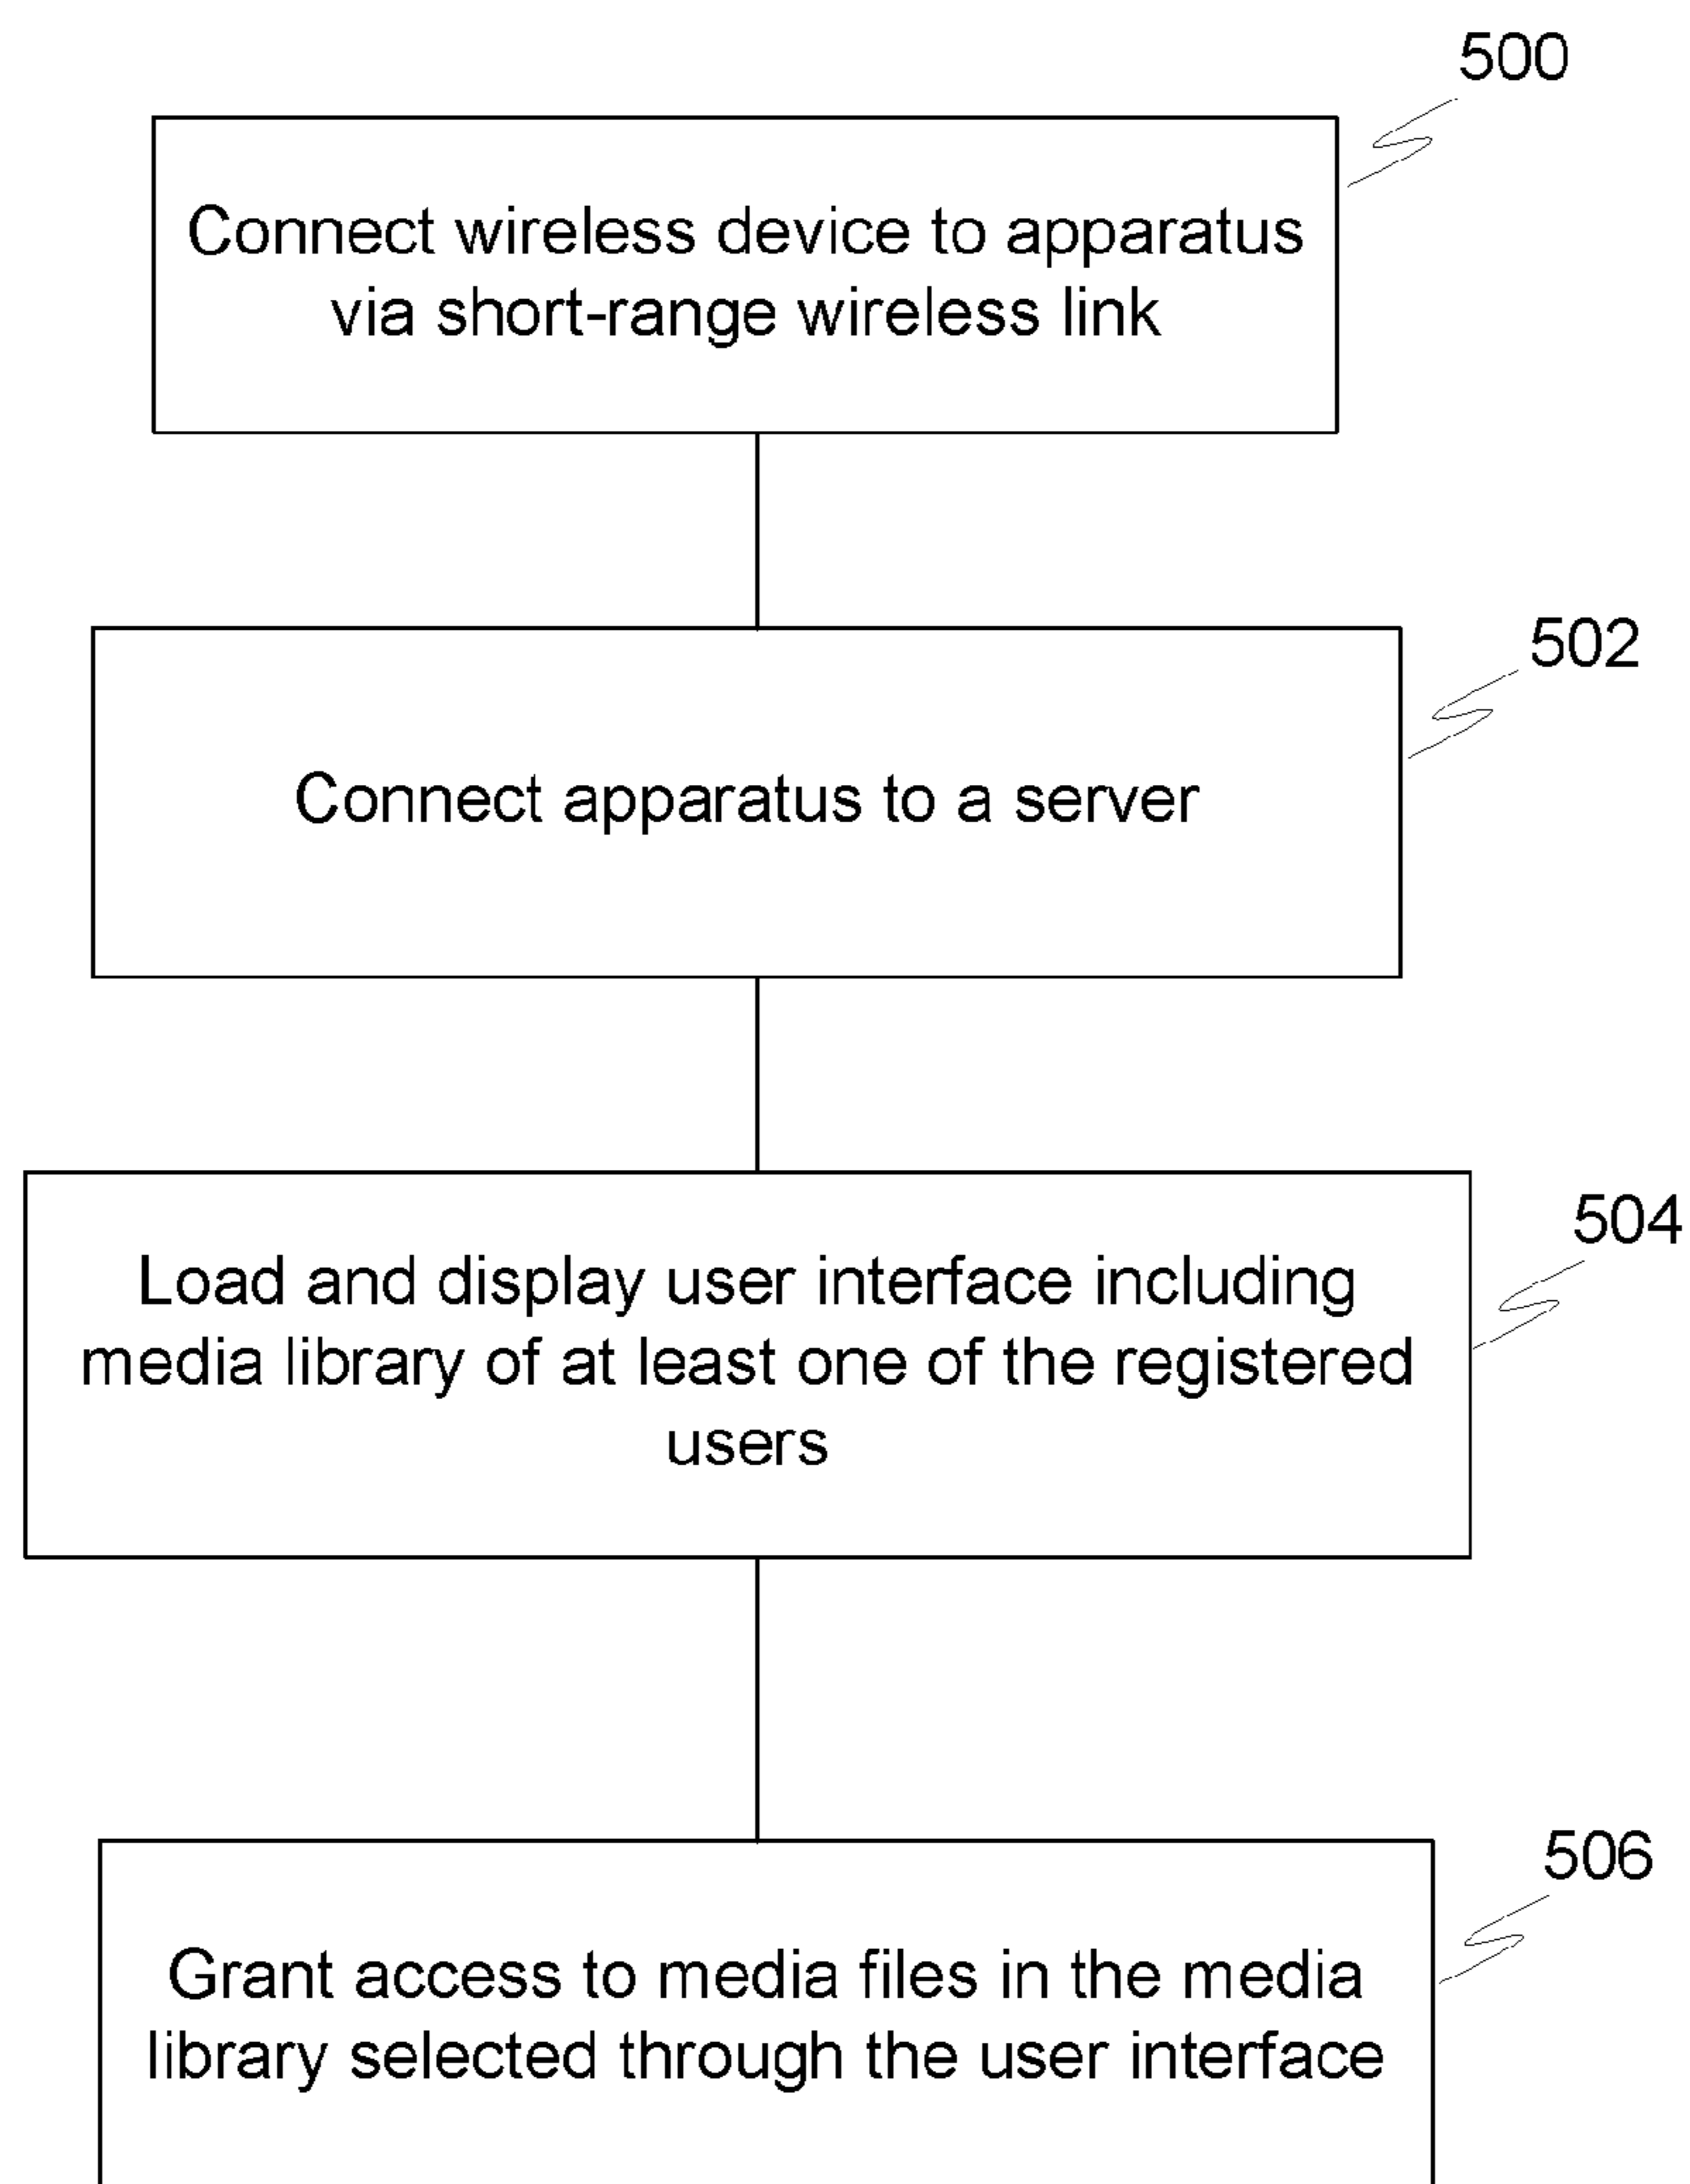 500
Connect wireless device to apparatus
via short-range wireless link
502
Connect apparatus to a server
504
Load and display user interface including
media library of at least one of the registered
users
506
Grant access to media files in the media
library selected through the user interface